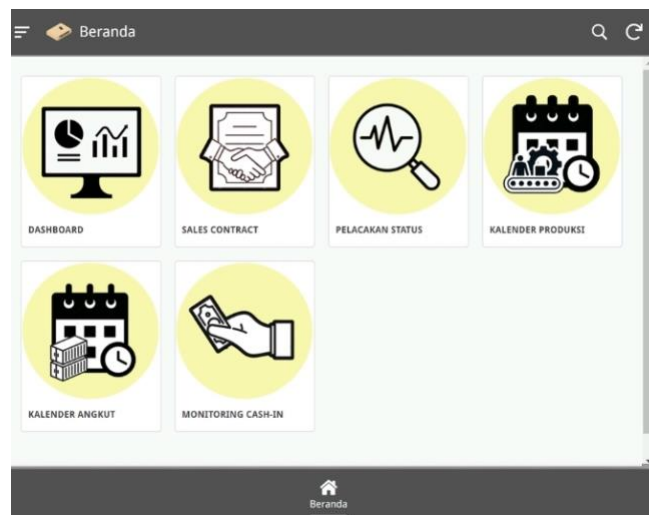 Beranda
DASHBOARD
SALES CONTRACT
PELACAKAN STATUS
KALENDER PRODUKSI
KALENDER ANGKUT
MONITORING CASH-IN
Beranda